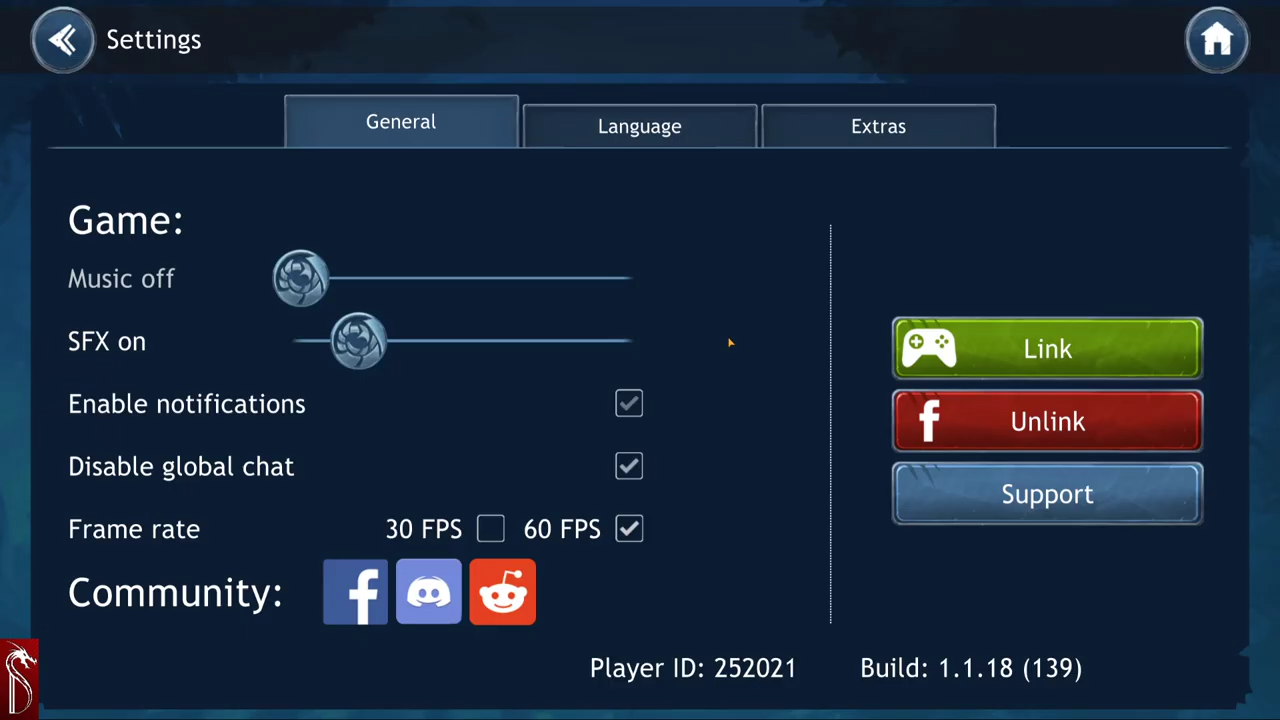 Settings
General
Language
Extras
Game:
Music off
SFX on
Enable notifications
Disable global chat
Frame rate 30 FPS 60 FPS
Community:
Link
Unlink
Support
Player ID: 252021 Build: 1.1.18 (139)